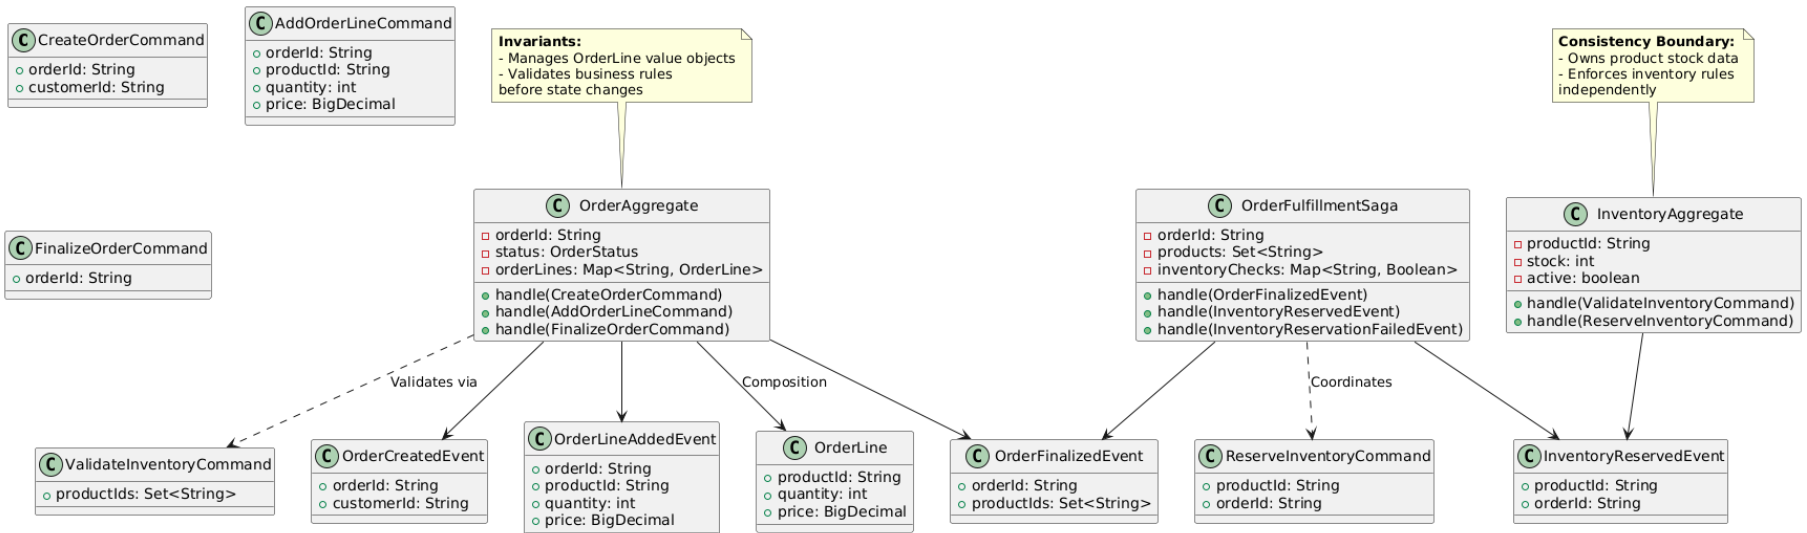 C CreateOrderCommand
orderId: String
customerId: String
C AddOrderLineCommand
orderId: String
productId: String
quantity: int
price: BigDecimal
Invariants:
- Manages OrderLine value objects
- Validates business rules
before state changes
Consistency Boundary:
- Owns product stock data
- Enforces inventory rules
independently
C FinalizeOrderCommand
orderId: String
C OrderAggregate
orderId: String
status: OrderStatus
orderLines: Map<String, OrderLine>
handle(CreateOrderCommand)
handle(AddOrderLineCommand)
handle(FinalizeOrderCommand)
C OrderFulfillmentSaga
orderId: String
products: Set<String>
inventoryChecks: Map<String, Boolean>
handle(OrderFinalizedEvent)
handle(InventoryReservedEvent)
handle(InventoryReservationFailedEvent)
C InventoryAggregate
productId: String
stock: int
active: boolean
handle(ValidateInventoryCommand)
handle(ReserveInventoryCommand)
Validates via
Composition
Coordinates
C ValidateInventoryCommand
productIds: Set<String>
C OrderCreatedEvent
orderId: String
customerId: String
C OrderLineAddedEvent
orderId: String
productId: String
quantity: int
price: BigDecimal
C OrderLine
productId: String
quantity: int
price: BigDecimal
C OrderFinalizedEvent
orderId: String
productIds: Set<String>
C ReserveInventoryCommand
productId: String
orderId: String
C InventoryReservedEvent
productId: String
orderId: String